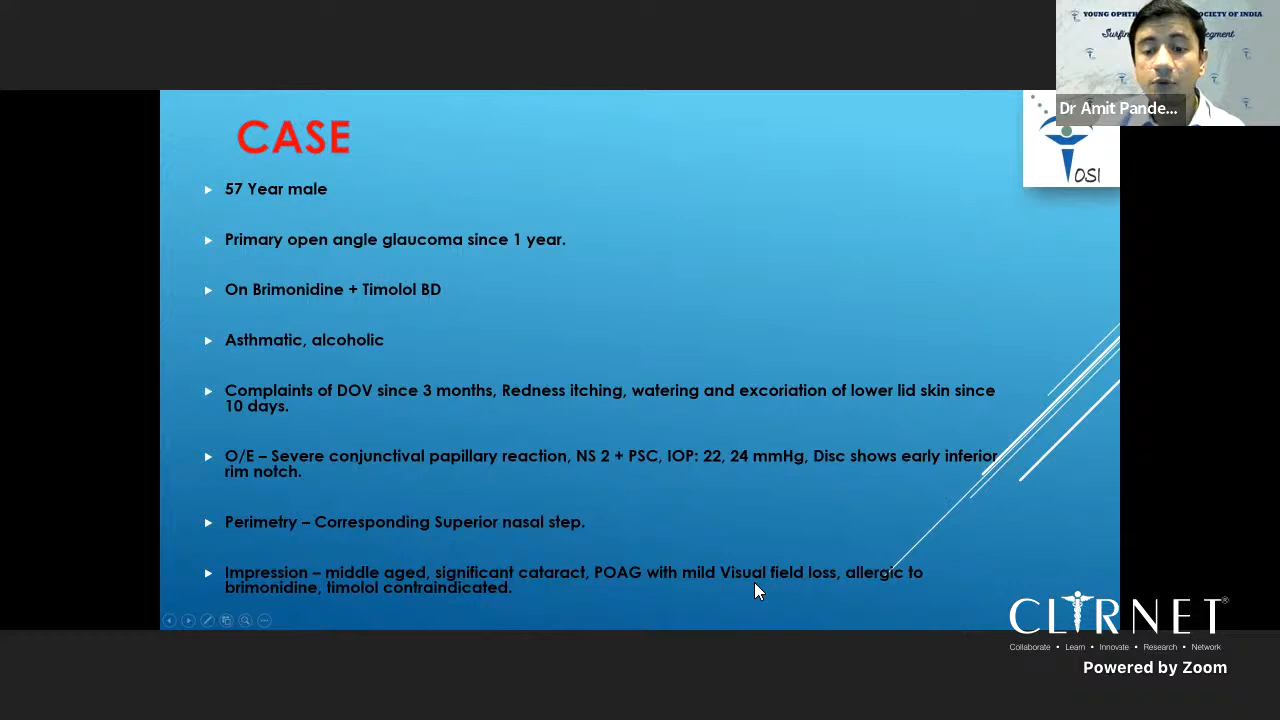 YOUNG OPHTH
OCIETY OF INDIA
Dr Amit Pande...
OSI
CASE
57 Year male
Primary open angle glaucoma since 1 year.
On Brimonidine + Timolol BD
Asthmatic, alcoholic
Complaints of DOV since 3 months, Redness itching, watering and excoriation of lower lid skin since
10 days.
O/E – Severe conjunctival papillary reaction, NS 2 + PSC, IOP: 22, 24 mmHg, Disc shows early inferior
rim notch.
Perimetry – Corresponding Superior nasal step.
Impression – middle aged, significant cataract, POAG with mild Visual field loss, allergic to
brimonidine, timolol contraindicated.
CLIRNET®
Collaborate • Learn • Innovate • Research • Network
Powered by Zoom